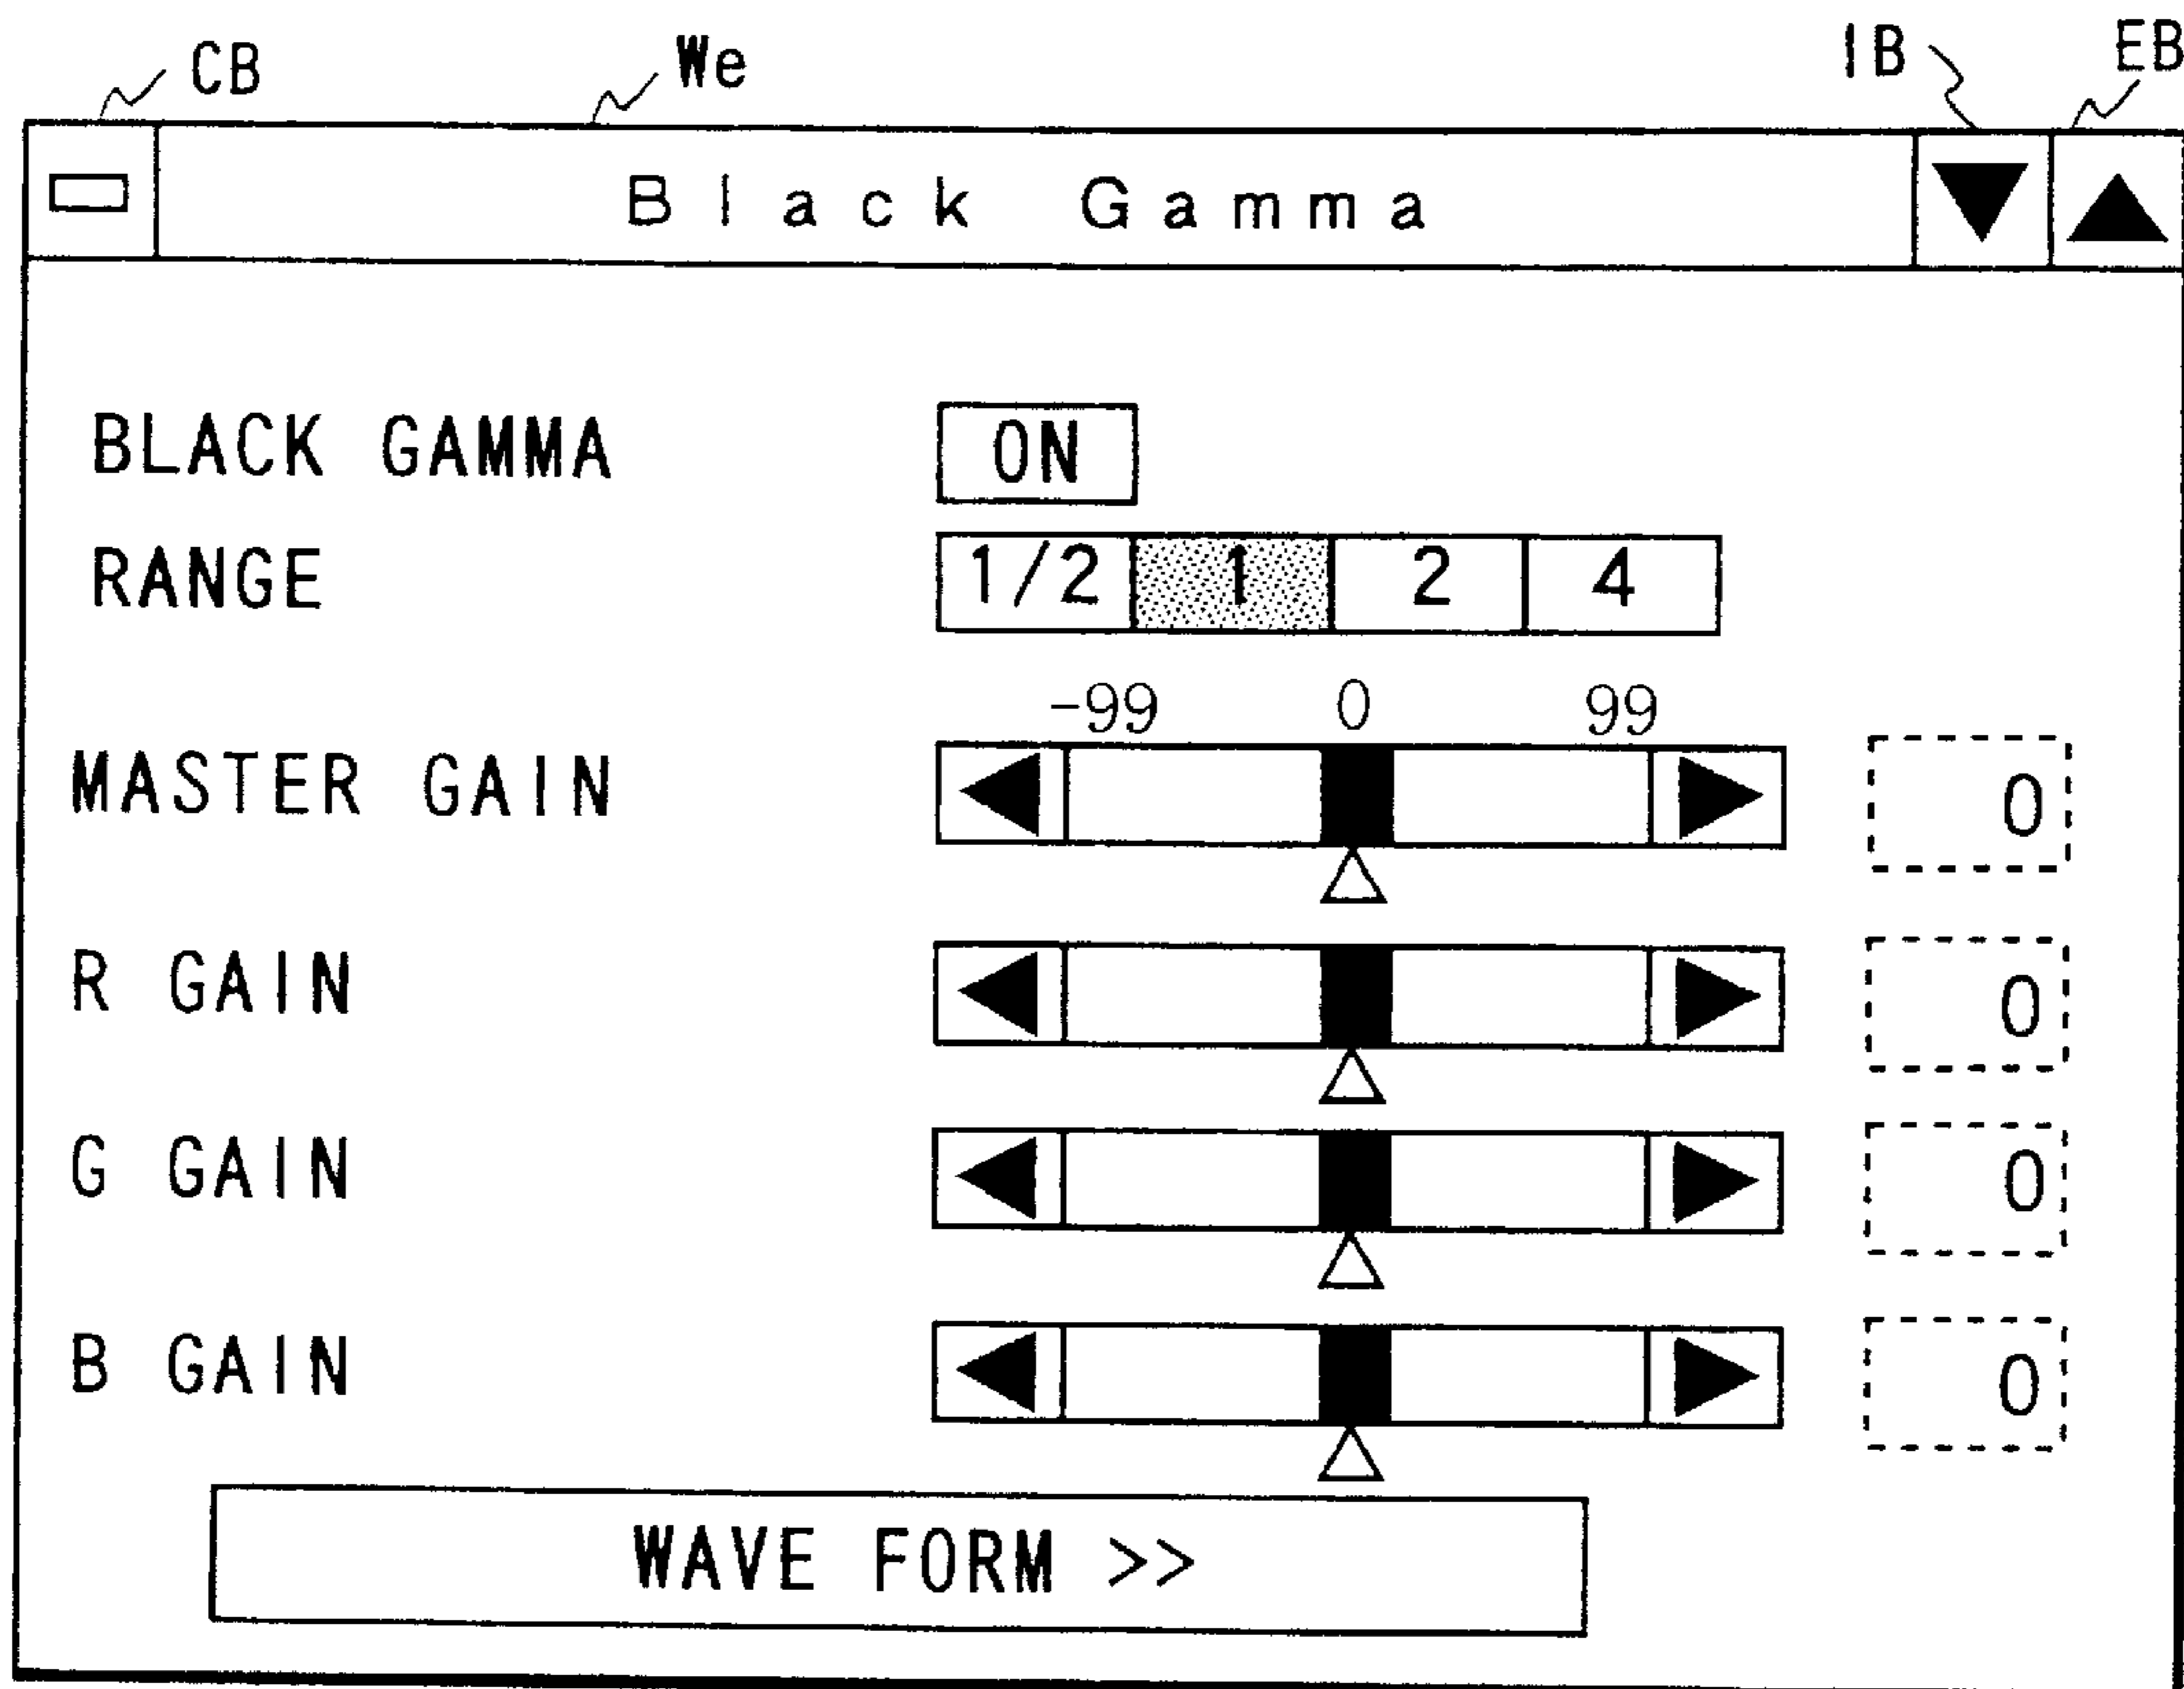 CB We IB EB
Black Gamma
BLACK GAMMA ON
RANGE 1/2 1 2 4
-99 0 99
MASTER GAIN 0
R GAIN 0
G GAIN 0
B GAIN 0
WAVE FORM >>